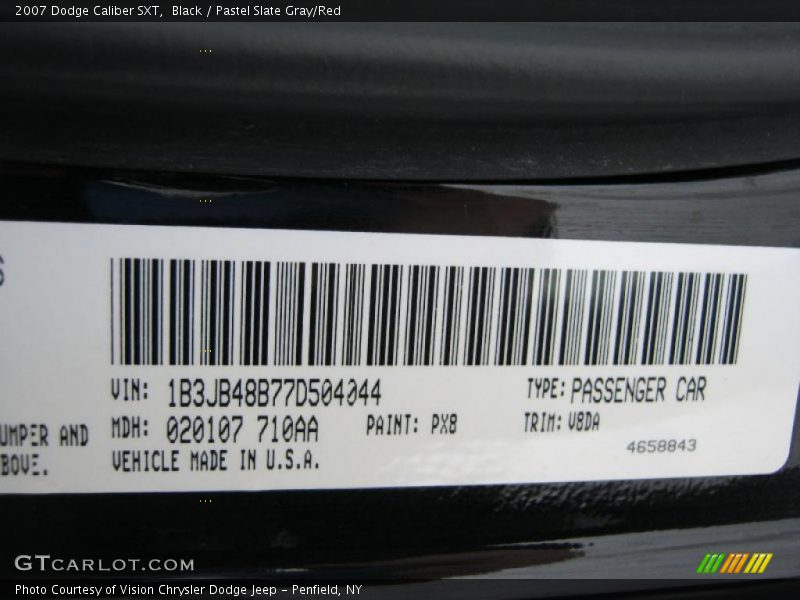 2007 Dodge Caliber SXT,  Black / Pastel Slate Gray/Red
VIN: 1B3JB48B77D504044 TYPE: PASSENGER CAR
UMPER AND MDH: 020107 710AA PAINT: PX8 TRIM: V8DA
BOVE. VEHICLE MADE IN U.S.A. 4658843
GTCARLOT.COM
Photo Courtesy of Vision Chrysler Dodge Jeep – Penfield, NY